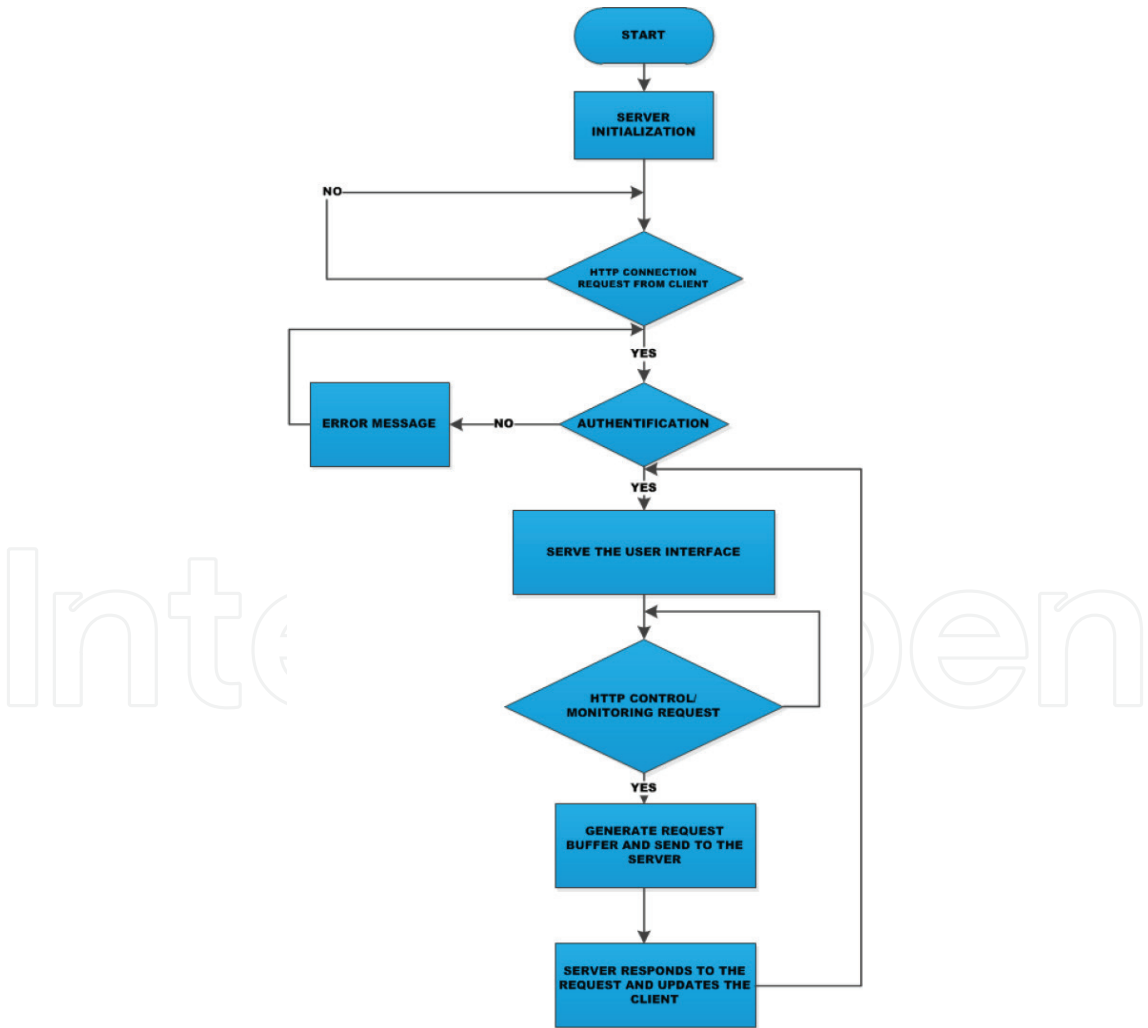 START
SERVER
INITIALIZATION
NO
HTTP CONNECTION
REQUEST FROM CLIENT
YES
ERROR MESSAGE
NO
AUTHENTIFICATION
YES
SERVE THE USER INTERFACE
HTTP CONTROL/
MONITORING REQUEST
YES
GENERATE REQUEST
BUFFER AND SEND TO THE
SERVER
SERVER RESPONDS TO THE
REQUEST AND UPDATES THE
CLIENT